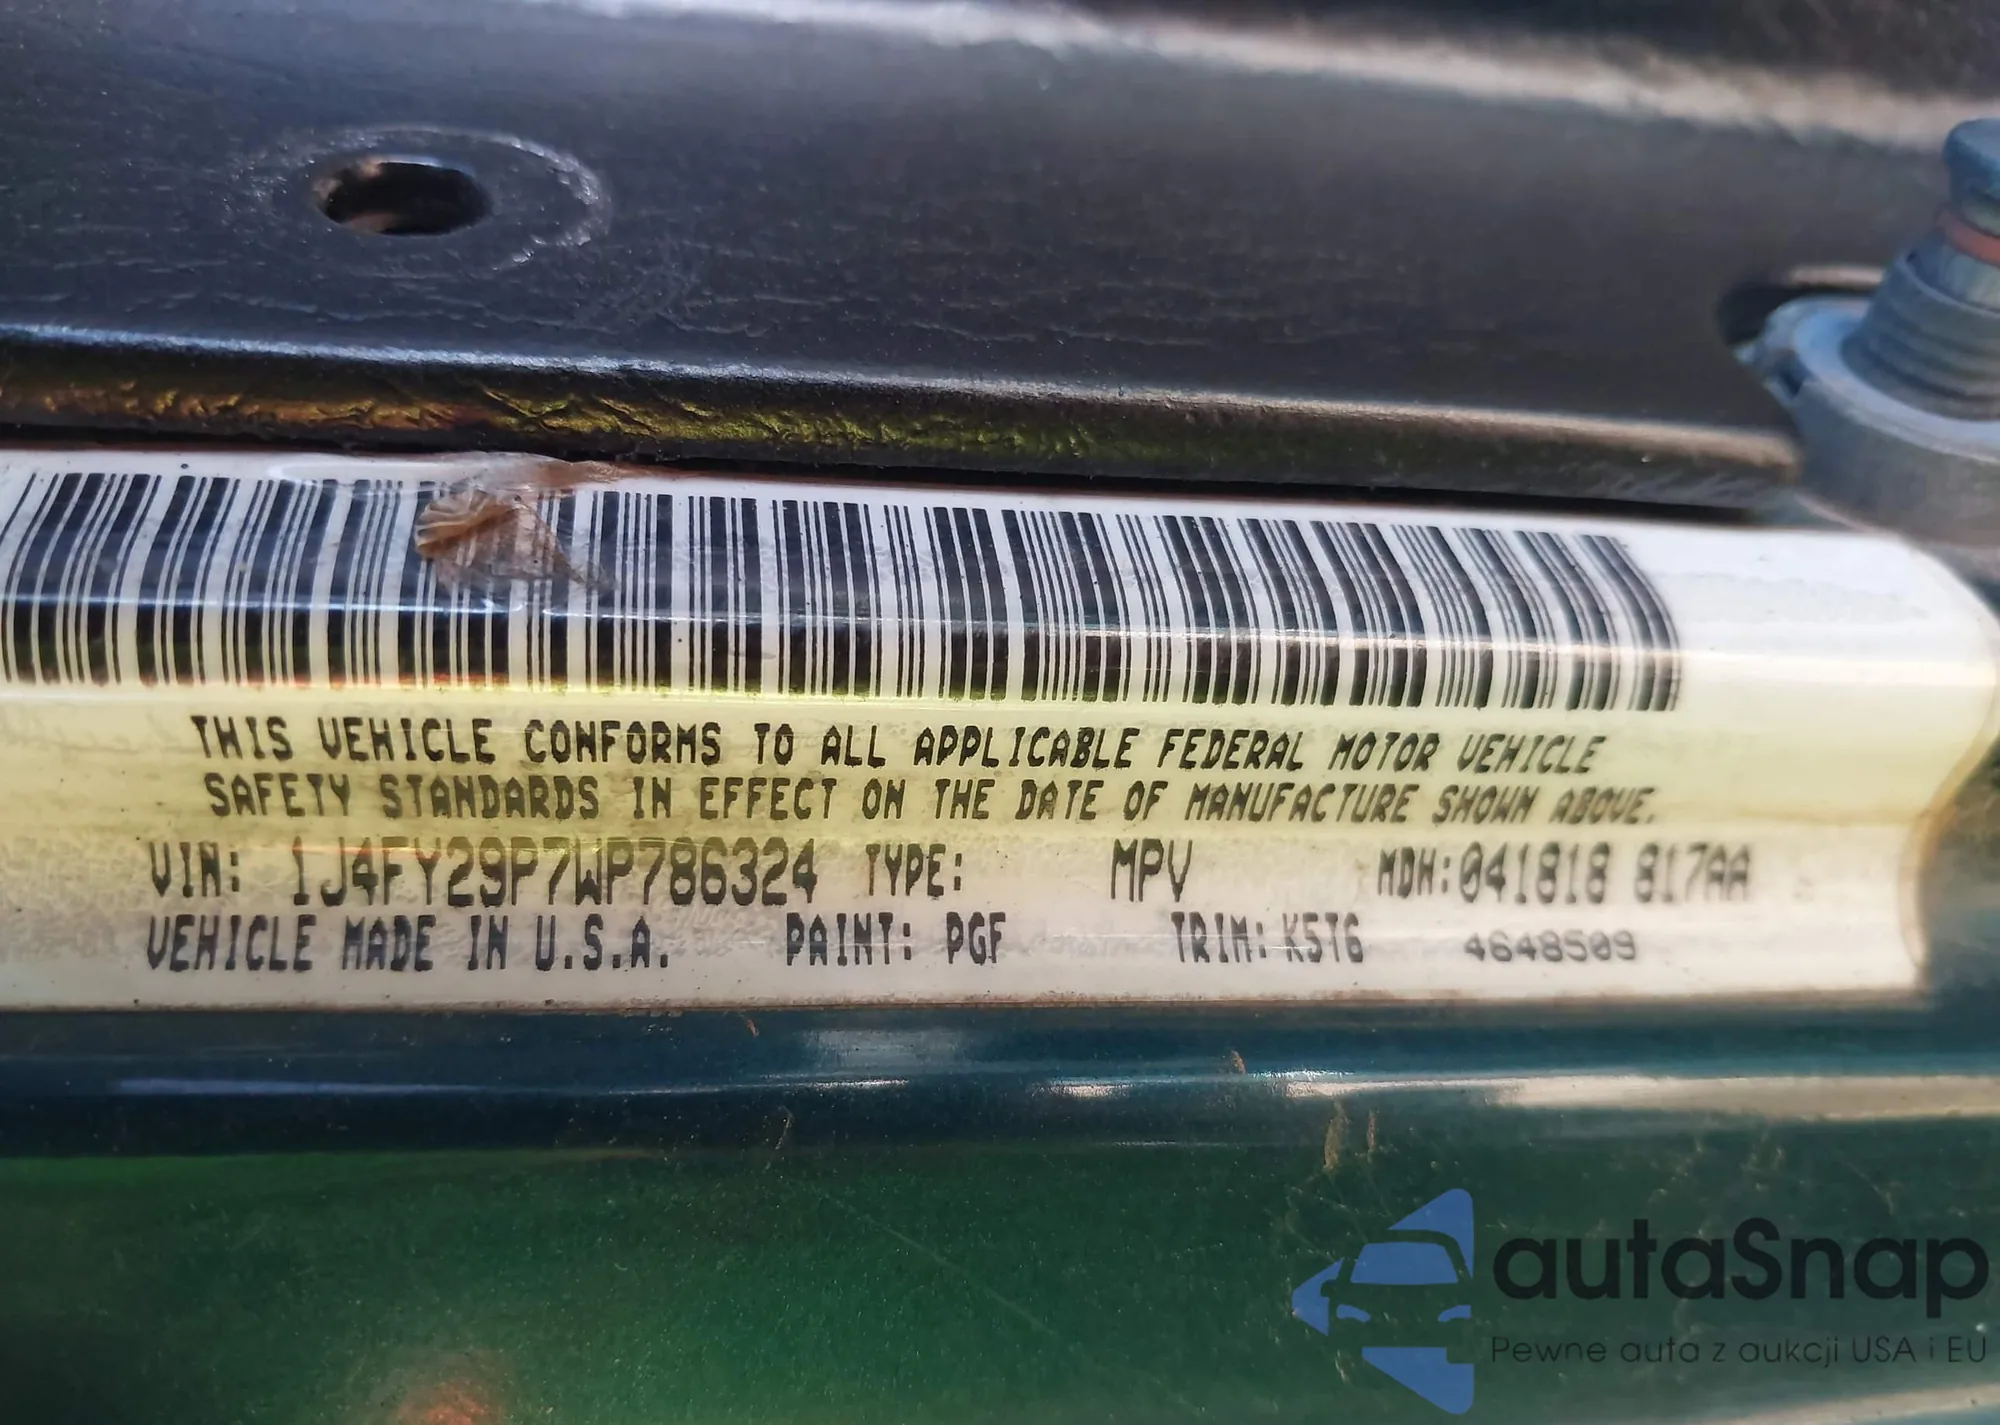 THIS VEHICLE CONFORMS TO ALL APPLICABLE FEDERAL MOTOR VEHICLE
SAFETY STANDARDS IN EFFECT ON THE DATE OF MANUFACTURE SHOWN ABOVE.
VIN: 1J4FY29P7WP786324 TYPE: MPV MDH:041818 817AA
VEHICLE MADE IN U.S.A. PAINT: PGF TRIM: K5T6 4648509
autaSnap
Pewne auta z aukcji USA i EU